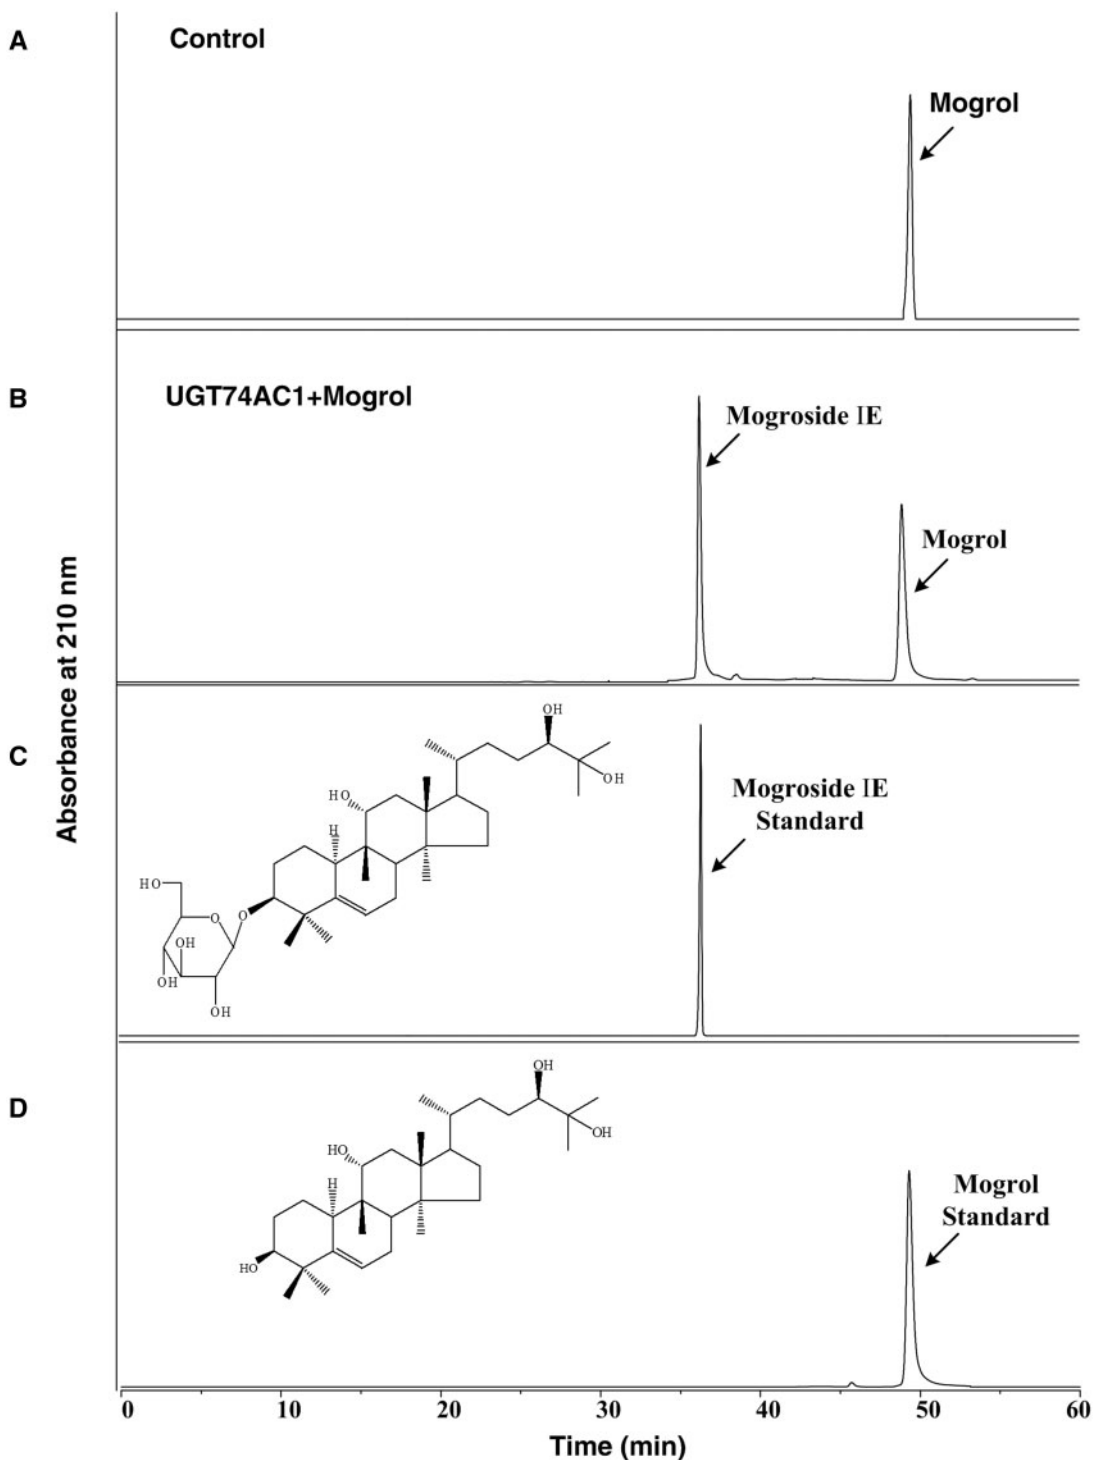 A
Control
Mogrol
B
UGT74AC1+Mogrol
Mogroside IE
Mogrol
Absorbance at 210 nm
C
OH
OH
HO
H
Mogroside IE
Standard
HO
O
O
OH
OH
OH
D
OH
OH
HO
H
HO
Mogrol
Standard
0 10 20 30 40 50 60
Time (min)